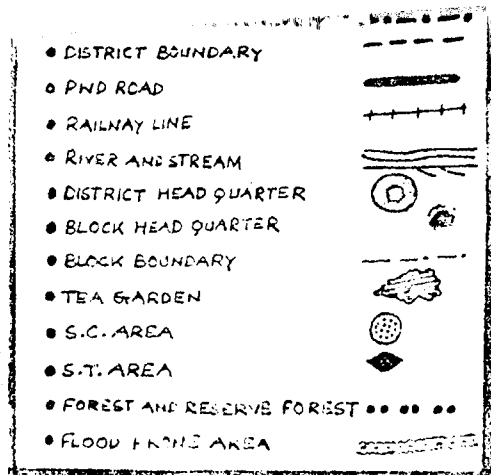 • DISTRICT BOUNDARY
• PWD ROAD
• RAILWAY LINE
• RIVER AND STREAM
• DISTRICT HEAD QUARTER
• BLOCK HEAD QUARTER
• BLOCK BOUNDARY
• TEA GARDEN
• S.C. AREA
• S.T. AREA
• FOREST AND RESERVE FOREST
• FLOOD PRONE AREA